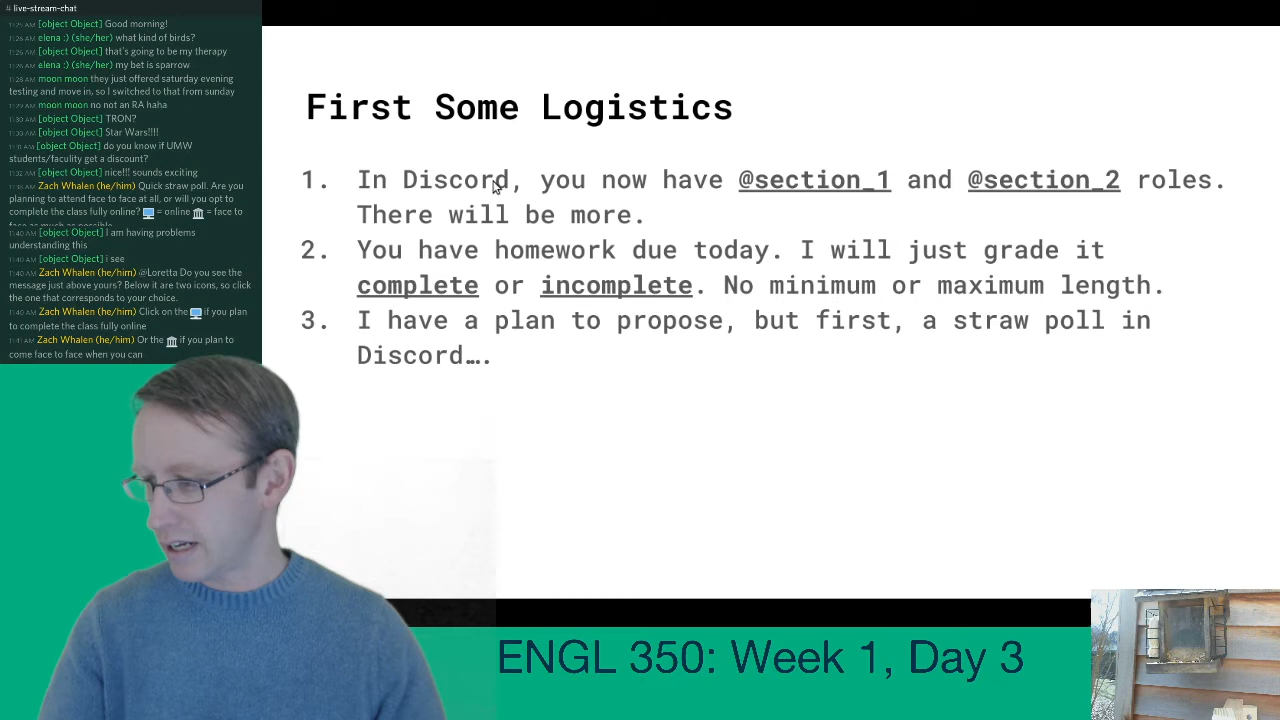 # live-stream-chat
11:25 AM [object Object] Good morning!
11:26 AM elena :) (she/her) what kind of birds?
11:26 AM [object Object] that's going to be my therapy
11:26 AM elena :) (she/her) my bet is sparrow
11:28 AM moon moon they just offered saturday evening
testing and move in, so I switched to that from sunday
11:29 AM moon moon no not an RA haha
11:30 AM [object Object] TRON?
11:30 AM [object Object] Star Wars!!!!
11:31 AM [object Object] do you know if UMW
students/faculity get a discount?
11:32 AM [object Object] nice!!! sounds exciting
11:38 AM Zach Whalen (he/him) Quick straw poll. Are you
planning to attend face to face at all, or will you opt to
complete the class fully online? = online = face to
face as much as possible
11:40 AM [object Object] I am having problems
understanding this
11:40 AM [object Object] i see
11:40 AM Zach Whalen (he/him) @Loretta Do you see the
message just above yours? Below it are two icons, so click
the one that corresponds to your choice.
11:40 AM Zach Whalen (he/him) Click on the if you plan
to complete the class fully online
11:41 AM Zach Whalen (he/him) Or the if you plan to
come face to face when you can
First Some Logistics
1. In Discord, you now have @section_1 and @section_2 roles.
There will be more.
2. You have homework due today. I will just grade it
complete or incomplete. No minimum or maximum length.
3. I have a plan to propose, but first, a straw poll in
Discord….
ENGL 350: Week 1, Day 3